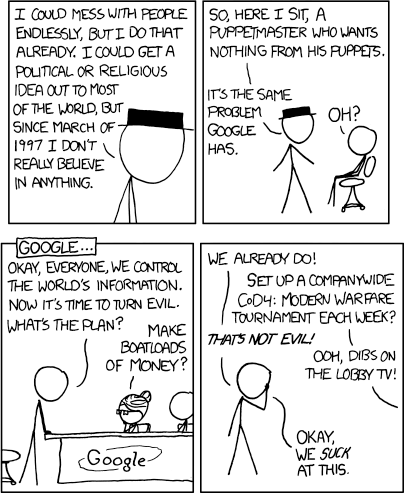 I COULD MESS WITH PEOPLE
ENDLESSLY, BUT I DO THAT
ALREADY. I COULD GET A
POLITICAL OR RELIGIOUS
IDEA OUT TO MOST
OF THE WORLD, BUT
SINCE MARCH OF
1997 I DON'T
REALLY BELIEVE
IN ANYTHING.
SO, HERE I SIT, A
PUPPETMASTER WHO WANTS
NOTHING FROM HIS PUPPETS.
IT'S THE SAME
PROBLEM
GOOGLE
HAS.
OH?
GOOGLE...
OKAY, EVERYONE, WE CONTROL
THE WORLD'S INFORMATION.
NOW IT'S TIME TO TURN EVIL.
WHAT'S THE PLAN?
MAKE
BOATLOADS
OF MONEY?
Google
WE ALREADY DO!
SET UP A COMPANYWIDE
CoD4: MODERN WARFARE
TOURNAMENT EACH WEEK?
THAT'S NOT EVIL!
OOH, DIBS ON
THE LOBBY TV!
OKAY,
WE SUCK
AT THIS.